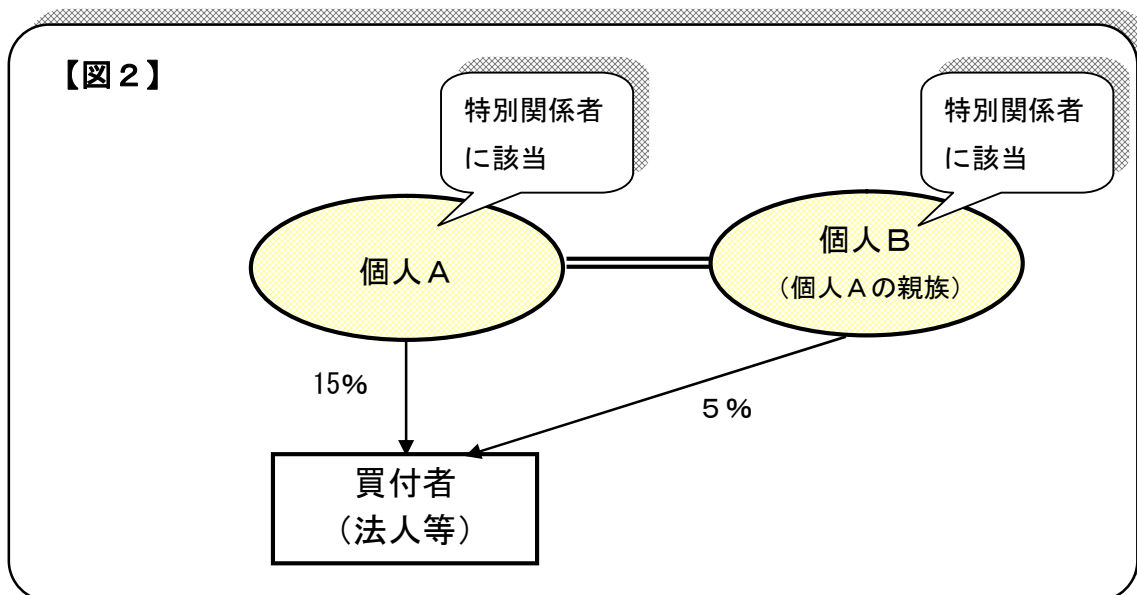 【図２】
特別関係者
に該当
特別関係者
に該当
個人Ａ
個人Ｂ
（個人Ａの親族）
15%
５％
買付者
（法人等）